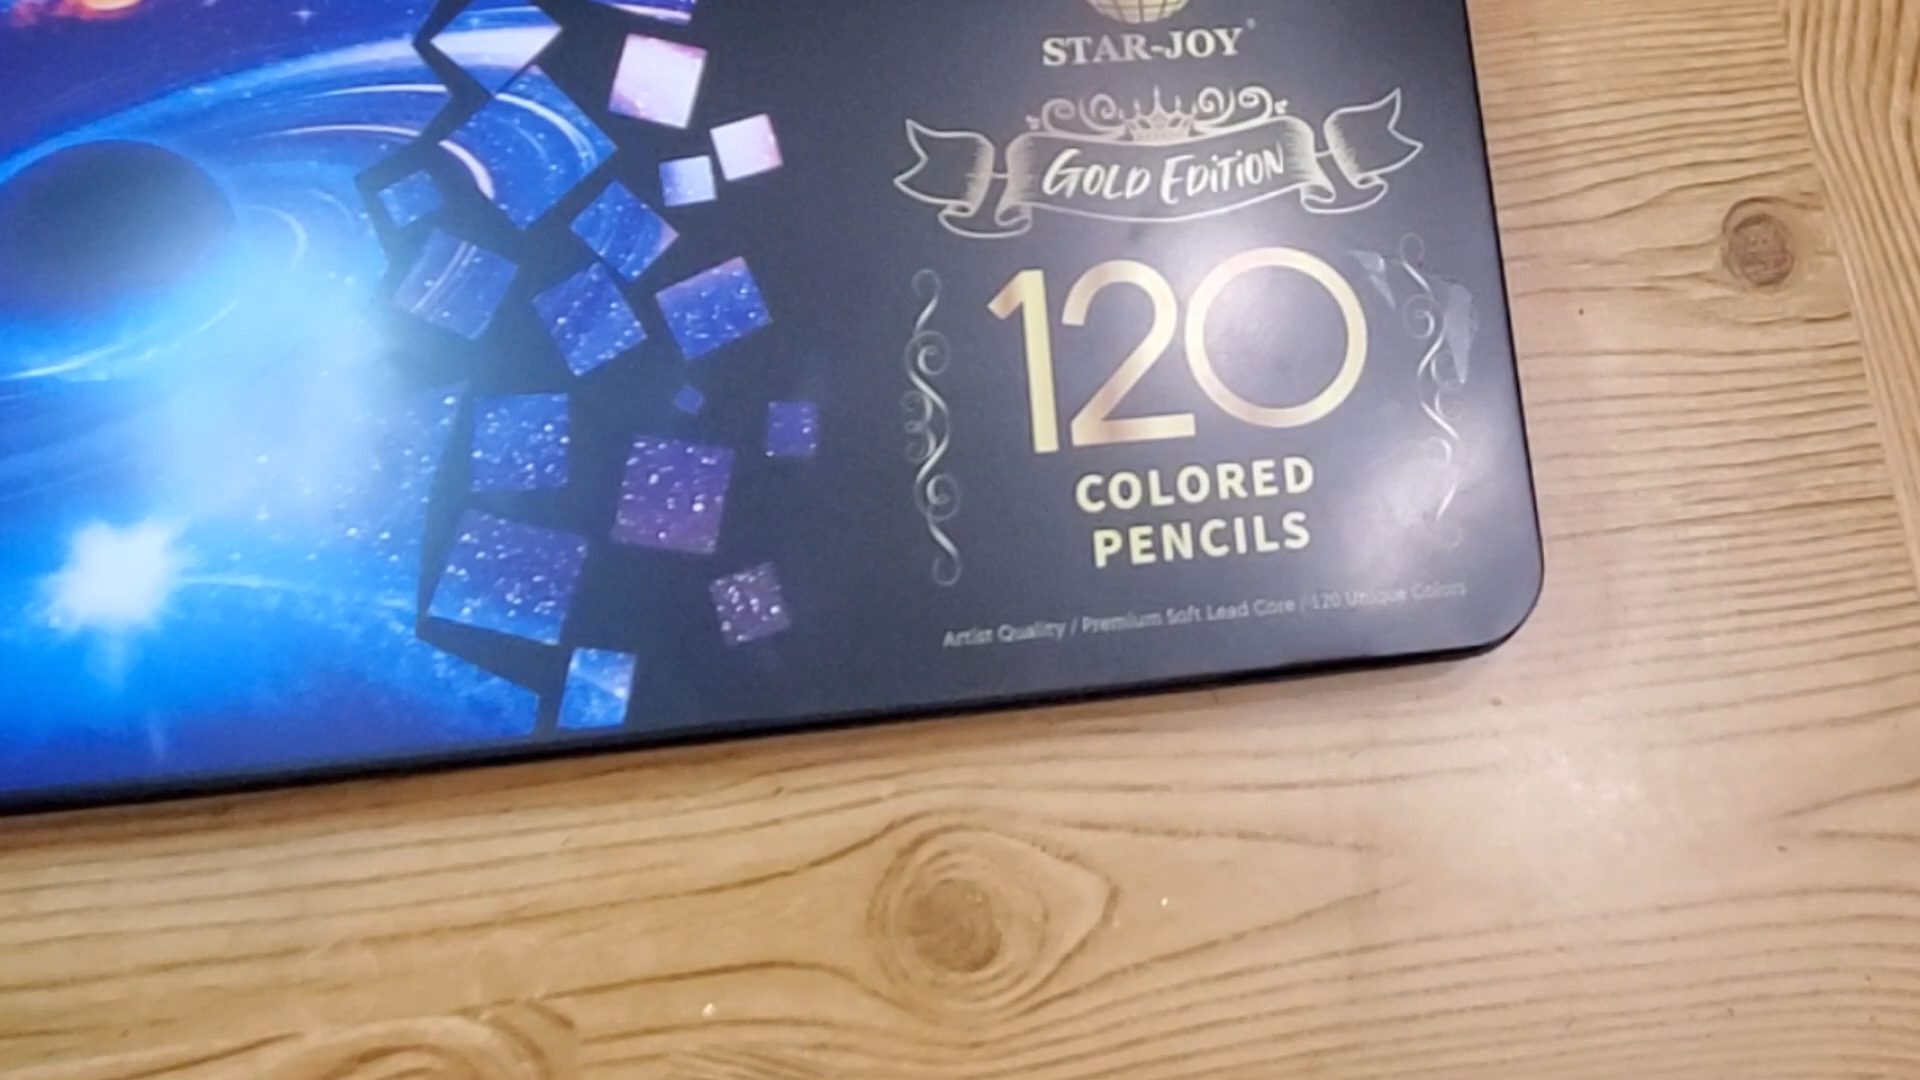 STAR-JOY
GOLD EDITION
120
COLORED
PENCILS
Artist Quality / Premium Soft Lead Core / 120 Unique Colors